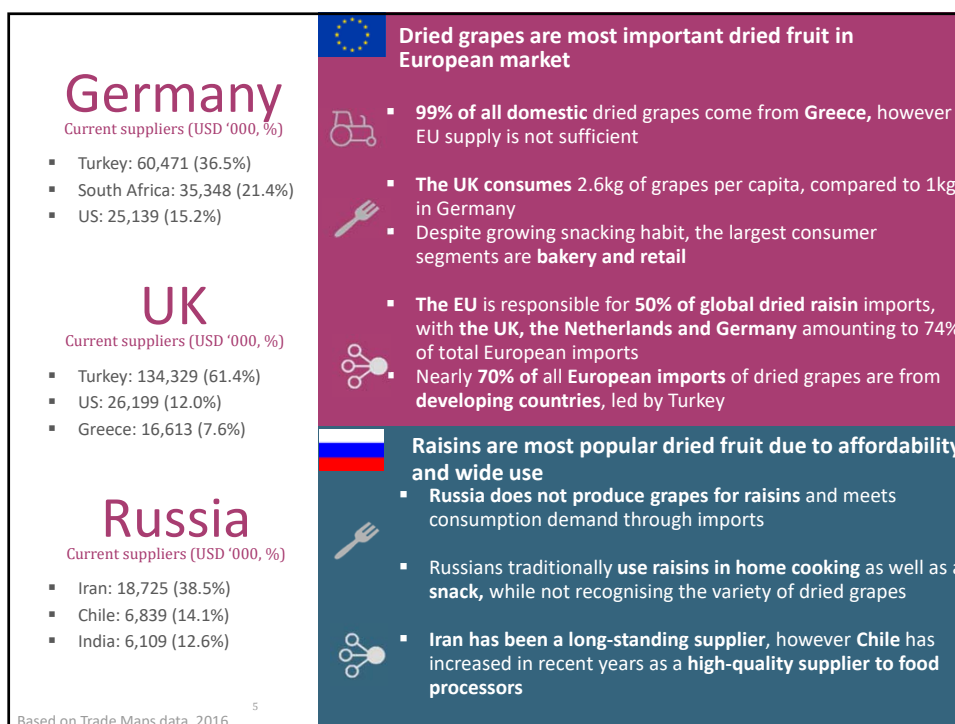 Germany
Current suppliers (USD ‘000, %)
▪ Turkey: 60,471 (36.5%)
▪ South Africa: 35,348 (21.4%)
▪ US: 25,139 (15.2%)
UK
Current suppliers (USD ‘000, %)
▪ Turkey: 134,329 (61.4%)
▪ US: 26,199 (12.0%)
▪ Greece: 16,613 (7.6%)
Russia
Current suppliers (USD ‘000, %)
▪ Iran: 18,725 (38.5%)
▪ Chile: 6,839 (14.1%)
▪ India: 6,109 (12.6%)
5
Based on Trade Maps data, 2016
Dried grapes are most important dried fruit in
European market
▪ 99% of all domestic dried grapes come from Greece, however
EU supply is not sufficient
▪ The UK consumes 2.6kg of grapes per capita, compared to 1kg
in Germany
▪ Despite growing snacking habit, the largest consumer
segments are bakery and retail
▪ The EU is responsible for 50% of global dried raisin imports,
with the UK, the Netherlands and Germany amounting to 74%
of total European imports
▪ Nearly 70% of all European imports of dried grapes are from
developing countries, led by Turkey
Raisins are most popular dried fruit due to affordability
and wide use
▪ Russia does not produce grapes for raisins and meets
consumption demand through imports
▪ Russians traditionally use raisins in home cooking as well as a
snack, while not recognising the variety of dried grapes
▪ Iran has been a long-standing supplier, however Chile has
increased in recent years as a high-quality supplier to food
processors